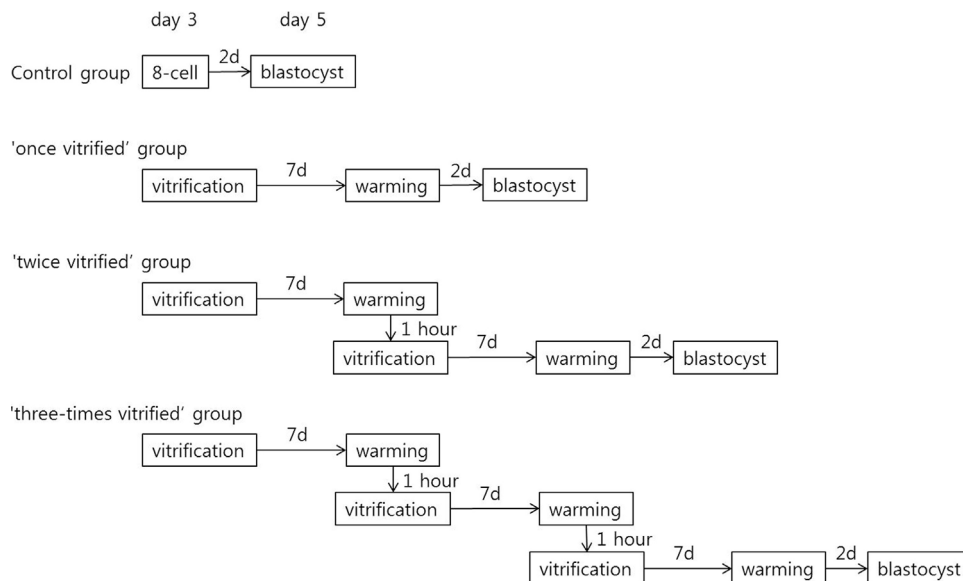 day 3 day 5
2d
Control group 8-cell blastocyst
'once vitrified’ group
7d 2d
vitrification warming blastocyst
'twice vitrified’ group
7d
vitrification warming
1 hour
7d 2d
vitrification warming blastocyst
'three-times vitrified’ group
7d
vitrification warming
1 hour
7d
vitrification warming
1 hour
7d 2d
vitrification warming blastocyst